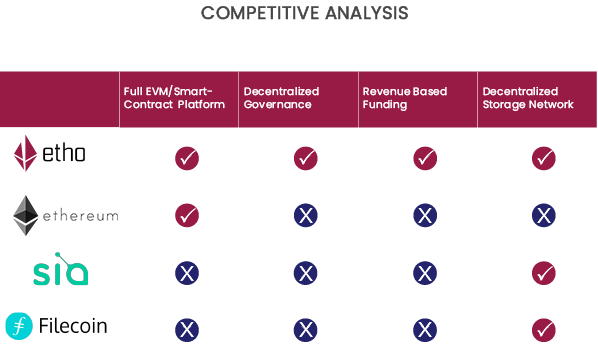 COMPETITIVE ANALYSIS
Full EVM/Smart- Decentralized Revenue Based Decentralized
Contract Platform Governance Funding Storage Network
etho
ethereum X X X
sia X X X
Filecoin X X X